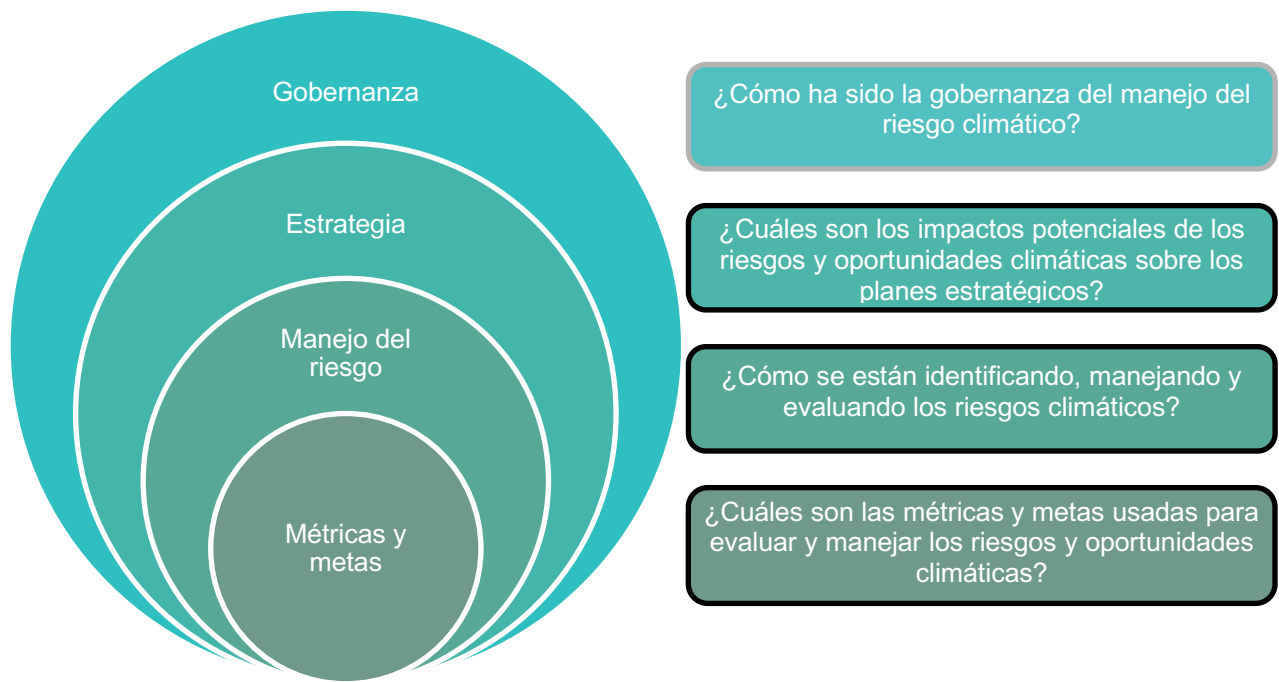 Gobernanza
¿Cómo ha sido la gobernanza del manejo del
riesgo climático?
Estrategia
¿Cuáles son los impactos potenciales de los
riesgos y oportunidades climáticas sobre los
planes estratégicos?
Manejo del
riesgo
¿Cómo se están identificando, manejando y
evaluando los riesgos climáticos?
Métricas y
metas
¿Cuáles son las métricas y metas usadas para
evaluar y manejar los riesgos y oportunidades
climáticas?